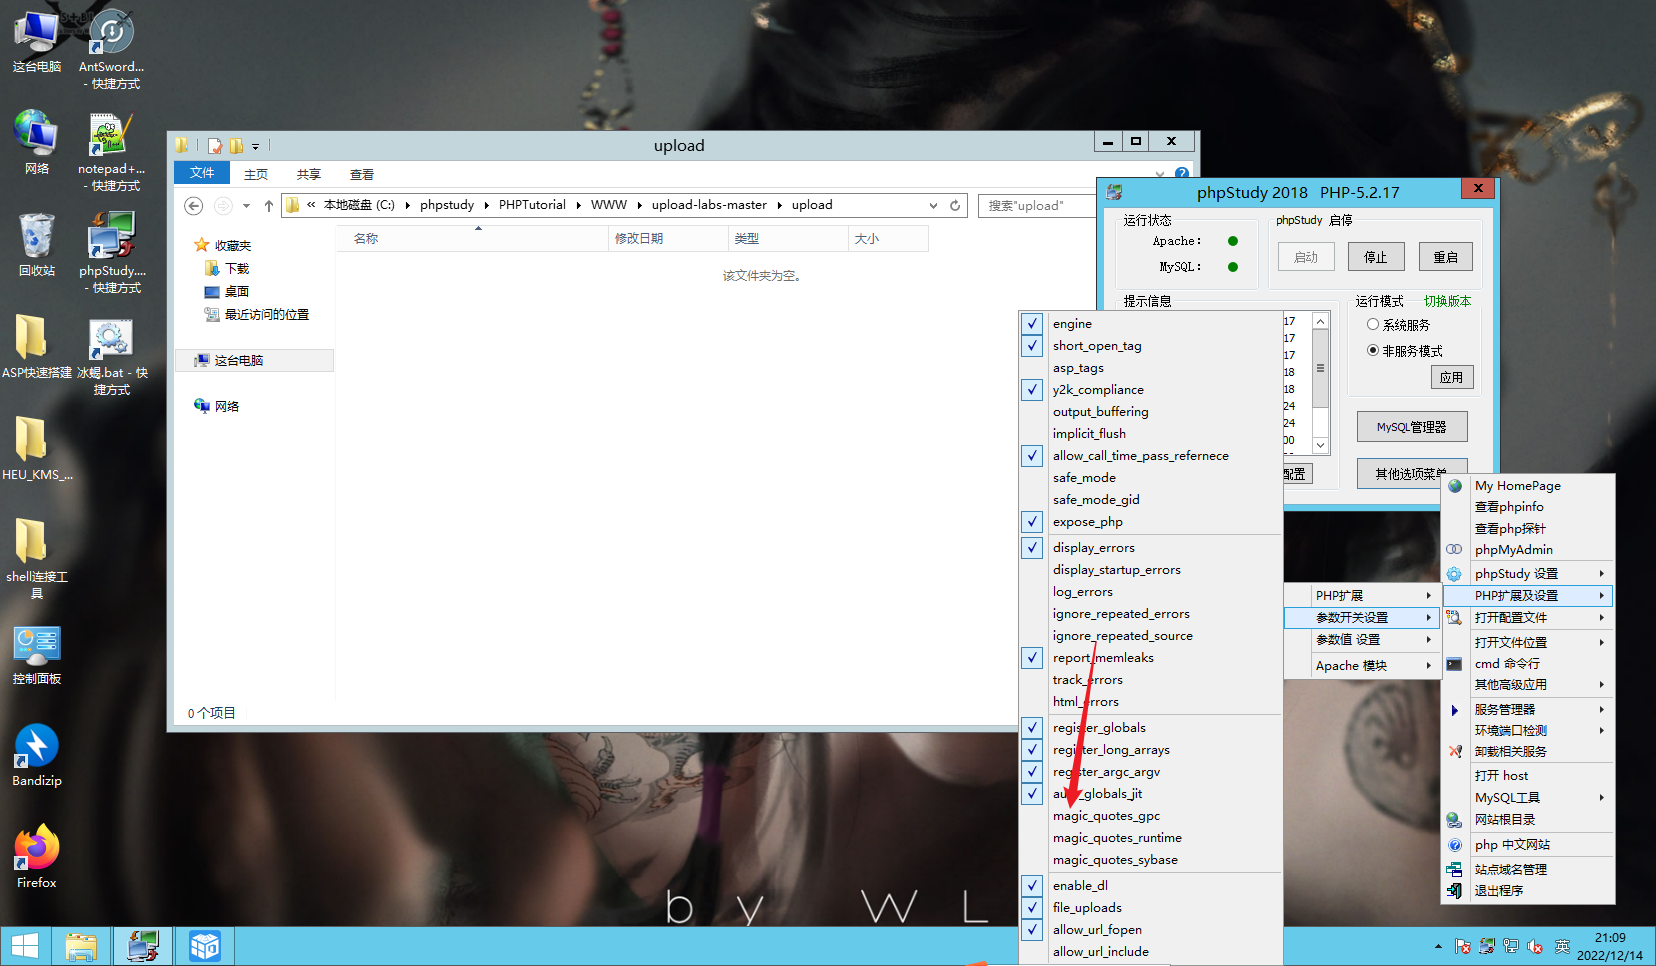 这台电脑
AntSword...
- 快捷方式
网络
notepad+...
- 快捷方式
回收站
phpStudy....
- 快捷方式
ASP快速搭建
冰蝎.bat - 快
捷方式
HEU_KMS_...
shell连接工
具
控制面板
Bandizip
Firefox
upload
文件
主页
共享
查看
« 本地磁盘 (C:) phpstudy PHPTutorial WWW upload-labs-master upload
搜索"upload"
名称
修改日期
类型
大小
收藏夹
下载
桌面
最近访问的位置
这台电脑
网络
该文件夹为空。
0 个项目
phpStudy 2018 PHP-5.2.17
运行状态
Apache:
MySQL:
phpStudy 启停
启动
停止
重启
提示信息
17
17
17
18
18
24
24
00
配置
运行模式
切换版本
系统服务
非服务模式
应用
MySQL管理器
其他选项菜单
engine
short_open_tag
asp_tags
y2k_compliance
output_buffering
implicit_flush
allow_call_time_pass_refernece
safe_mode
safe_mode_gid
expose_php
display_errors
display_startup_errors
log_errors
ignore_repeated_errors
ignore_repeated_source
report_memleaks
track_errors
html_errors
register_globals
register_long_arrays
register_argc_argv
auto_globals_jit
magic_quotes_gpc
magic_quotes_runtime
magic_quotes_sybase
enable_dl
file_uploads
allow_url_fopen
allow_url_include
PHP扩展
参数开关设置
参数值 设置
Apache 模块
My HomePage
查看phpinfo
查看php探针
phpMyAdmin
phpStudy 设置
PHP扩展及设置
打开配置文件
打开文件位置
cmd 命令行
其他高级应用
服务管理器
环境端口检测
卸载相关服务
打开 host
MySQL工具
网站根目录
php 中文网站
站点域名管理
退出程序
by WL
英
21:09
2022/12/14